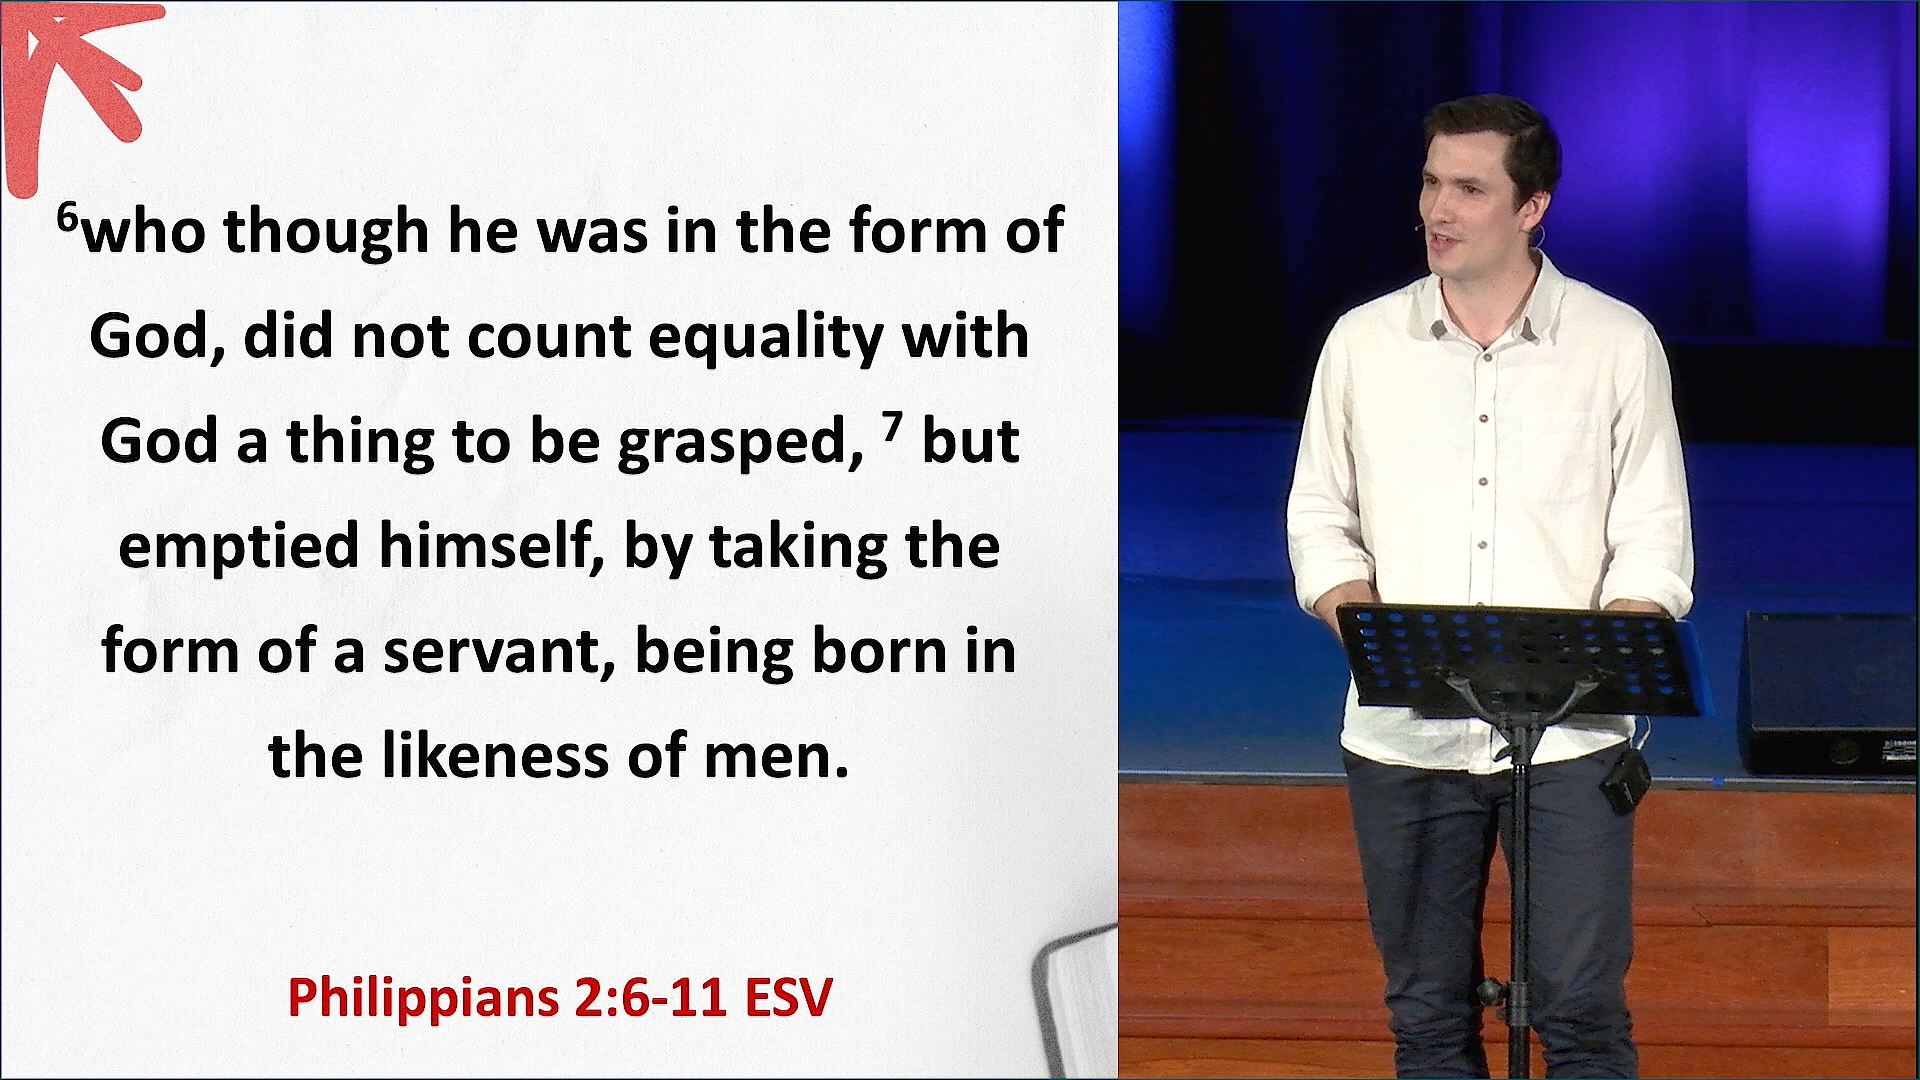 ⁶who though he was in the form of
God, did not count equality with
God a thing to be grasped, ⁷ but
emptied himself, by taking the
form of a servant, being born in
the likeness of men.
Philippians 2:6-11 ESV